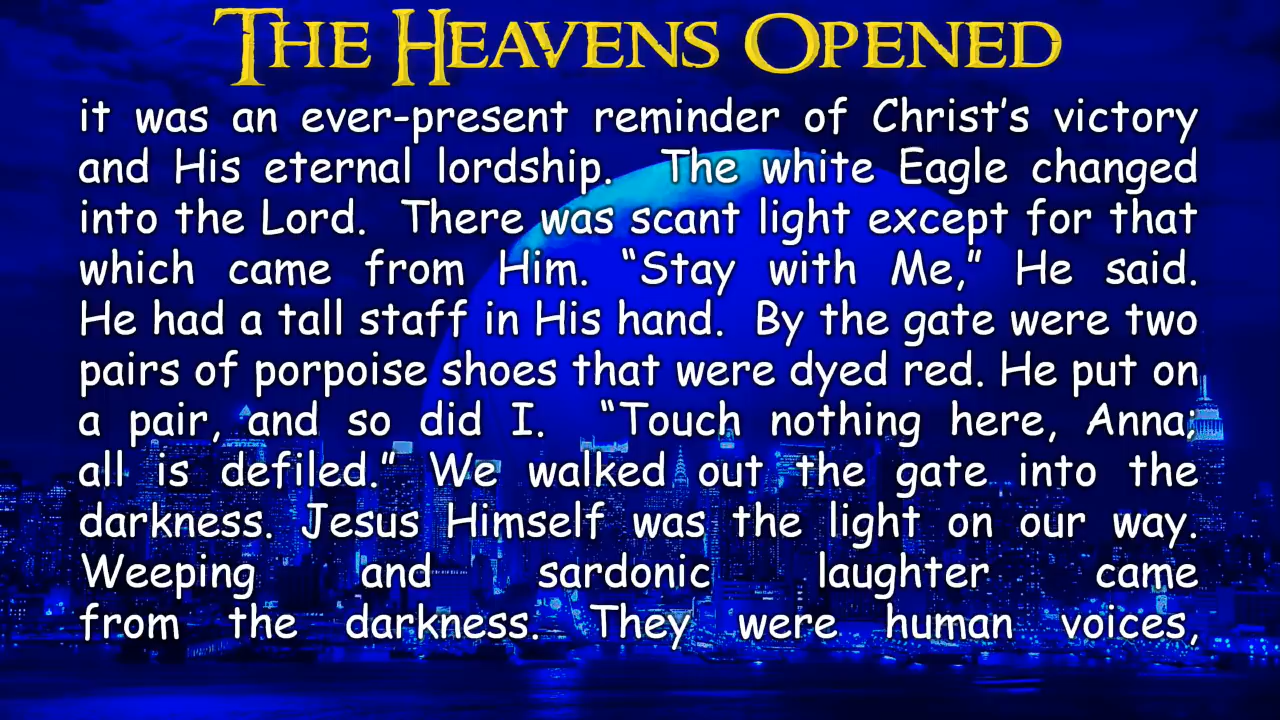 THE HEAVENS OPENED
it was an ever-present reminder of Christ's victory
and His eternal lordship. The white Eagle changed
into the Lord. There was scant light except for that
which came from Him. “Stay with Me,” He said.
He had a tall staff in His hand. By the gate were two
pairs of porpoise shoes that were dyed red. He put on
a pair, and so did I. “Touch nothing here, Anna;
all is defiled.” We walked out the gate into the
darkness. Jesus Himself was the light on our way.
Weeping and sardonic laughter came
from the darkness. They were human voices,